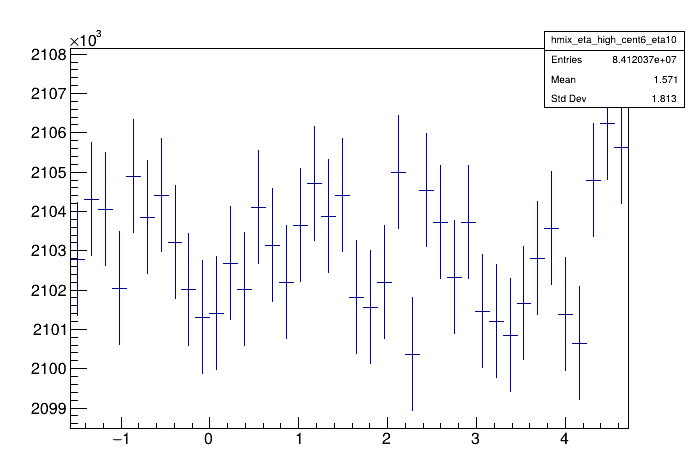 ×10³
hmix_eta_high_cent6_eta10
Entries 8.412037e+07
Mean 1.571
Std Dev 1.813
2108
2107
2106
2105
2104
2103
2102
2101
2100
2099
−1 0 1 2 3 4